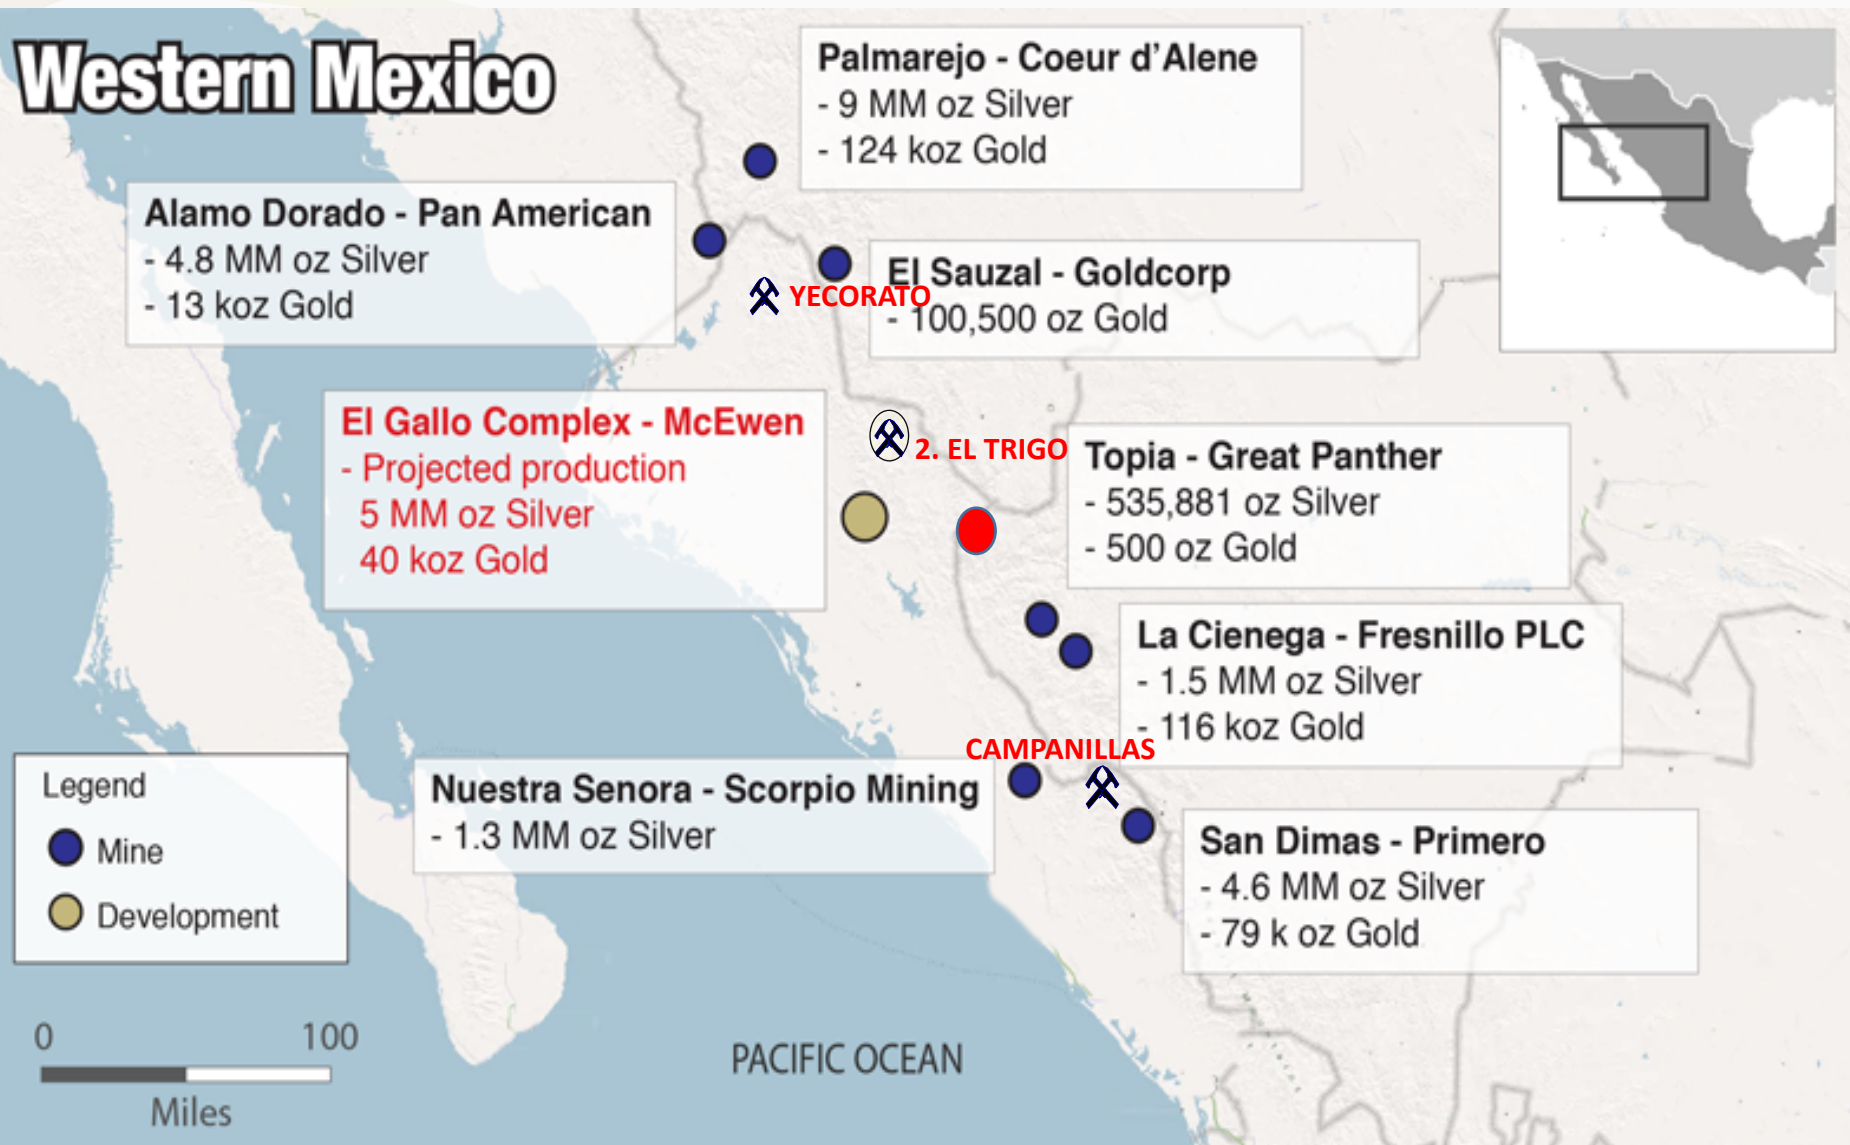 Western Mexico
Palmarejo - Coeur d'Alene
- 9 MM oz Silver
- 124 koz Gold
Alamo Dorado - Pan American
- 4.8 MM oz Silver
- 13 koz Gold
El Sauzal - Goldcorp
- 100,500 oz Gold
YECORATO
El Gallo Complex - McEwen
- Projected production
5 MM oz Silver
40 koz Gold
2. EL TRIGO
Topia - Great Panther
- 535,881 oz Silver
- 500 oz Gold
La Cienega - Fresnillo PLC
- 1.5 MM oz Silver
- 116 koz Gold
CAMPANILLAS
Nuestra Senora - Scorpio Mining
- 1.3 MM oz Silver
San Dimas - Primero
- 4.6 MM oz Silver
- 79 k oz Gold
Legend
Mine
Development
0 100
Miles
PACIFIC OCEAN